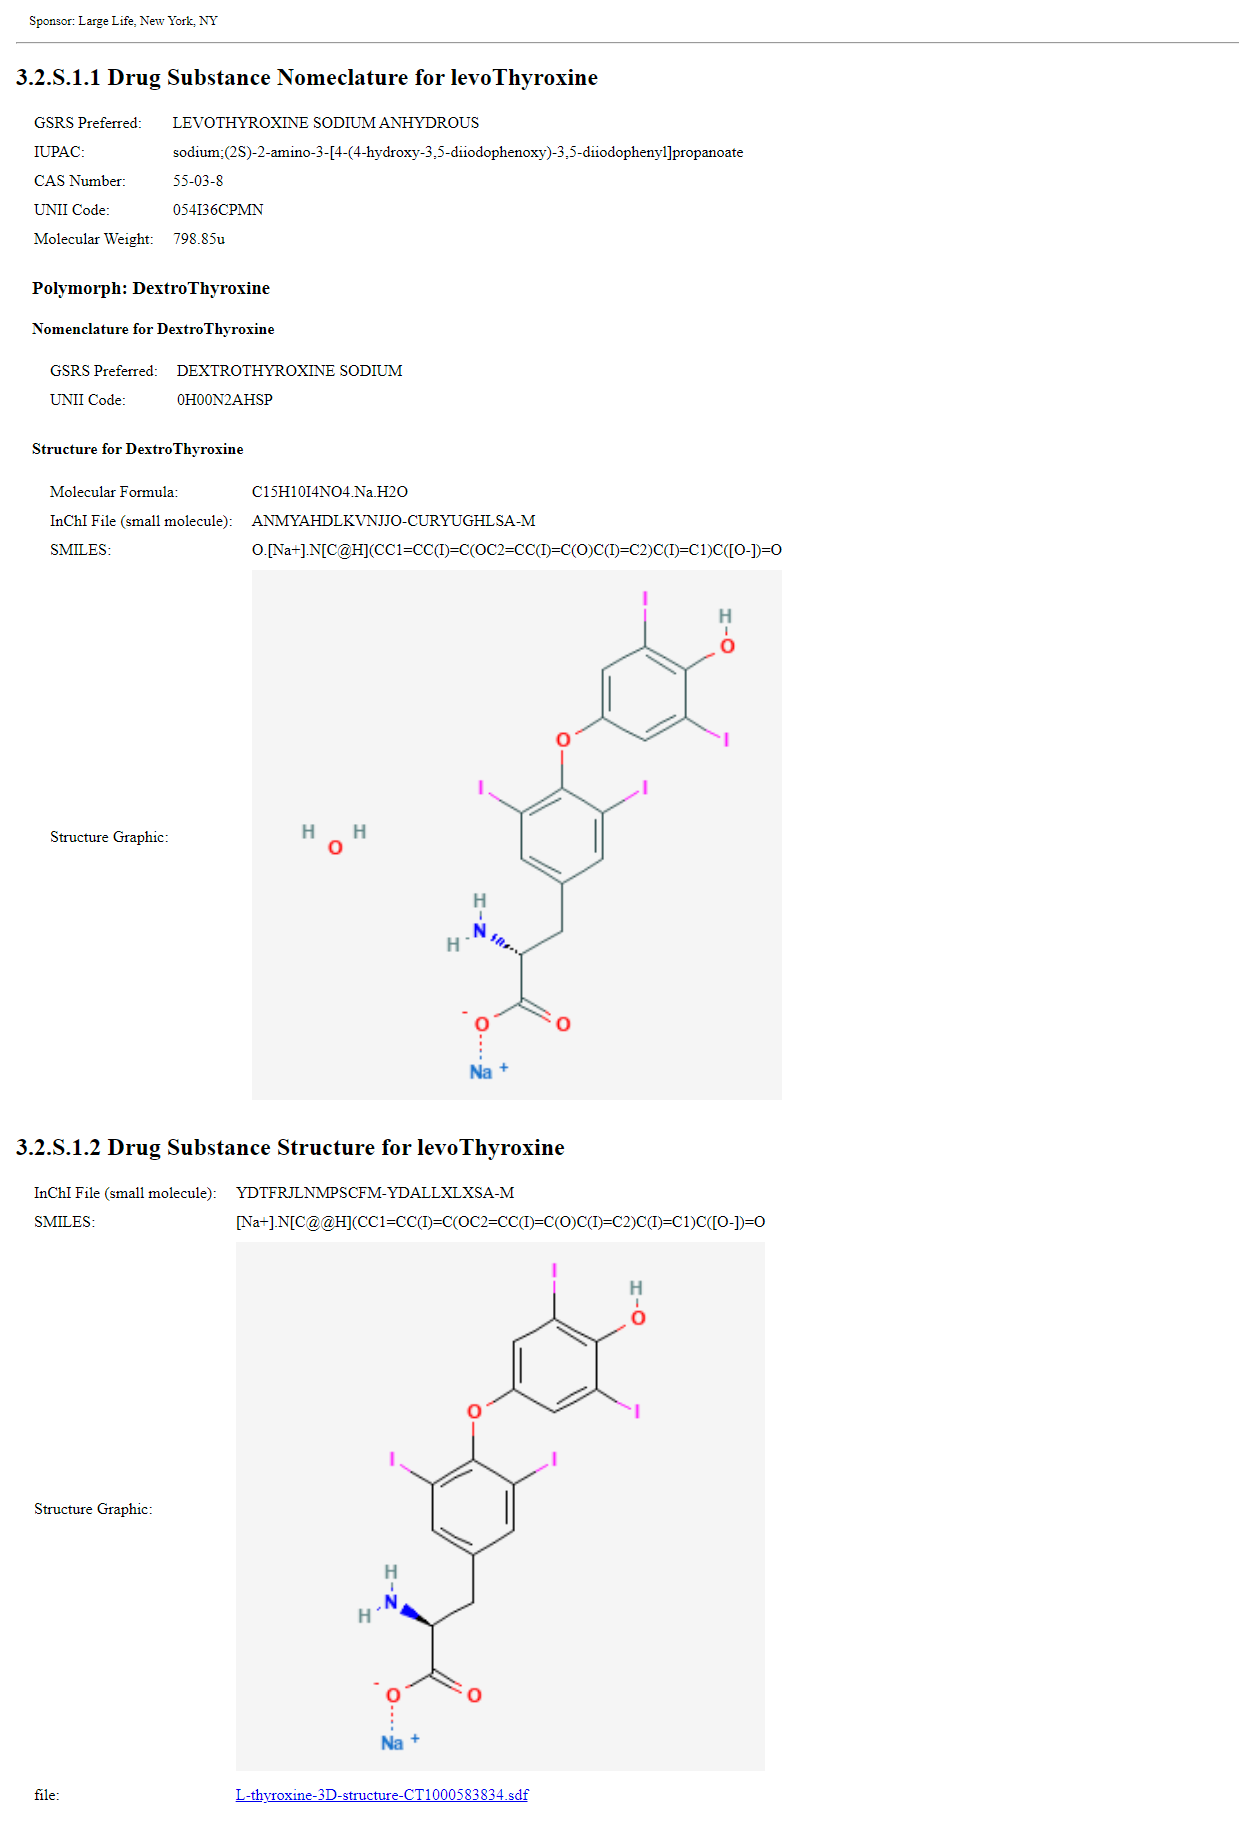 Sponsor: Large Life, New York, NY
3.2.S.1.1 Drug Substance Nomeclature for levoThyroxine
GSRS Preferred: LEVOTHYROXINE SODIUM ANHYDROUS
IUPAC: sodium;(2S)-2-amino-3-[4-(4-hydroxy-3,5-diiodophenoxy)-3,5-diiodophenyl]propanoate
CAS Number: 55-03-8
UNII Code: 054I36CPMN
Molecular Weight: 798.85u
Polymorph: DextroThyroxine
Nomenclature for DextroThyroxine
GSRS Preferred: DEXTROTHYROXINE SODIUM
UNII Code: 0H00N2AHSP
Structure for DextroThyroxine
Molecular Formula: C15H10I4NO4.Na.H2O
InChI File (small molecule): ANMYAHDLKVNJJO-CURYUGHLSA-M
SMILES: O.[Na+].N[C@H](CC1=CC(I)=C(OC2=CC(I)=C(O)C(I)=C2)C(I)=C1)C([O-])=O
I
H
O
I
O
I I
Structure Graphic:
H H
O
H
N
H
-
O O
Na +
3.2.S.1.2 Drug Substance Structure for levoThyroxine
InChI File (small molecule): YDTFRJLNMPSCFM-YDALLXLXSA-M
SMILES: [Na+].N[C@@H](CC1=CC(I)=C(OC2=CC(I)=C(O)C(I)=C2)C(I)=C1)C([O-])=O
I
H
O
I
O
I I
Structure Graphic:
H
N
H
-
O O
Na +
file: L-thyroxine-3D-structure-CT1000583834.sdf